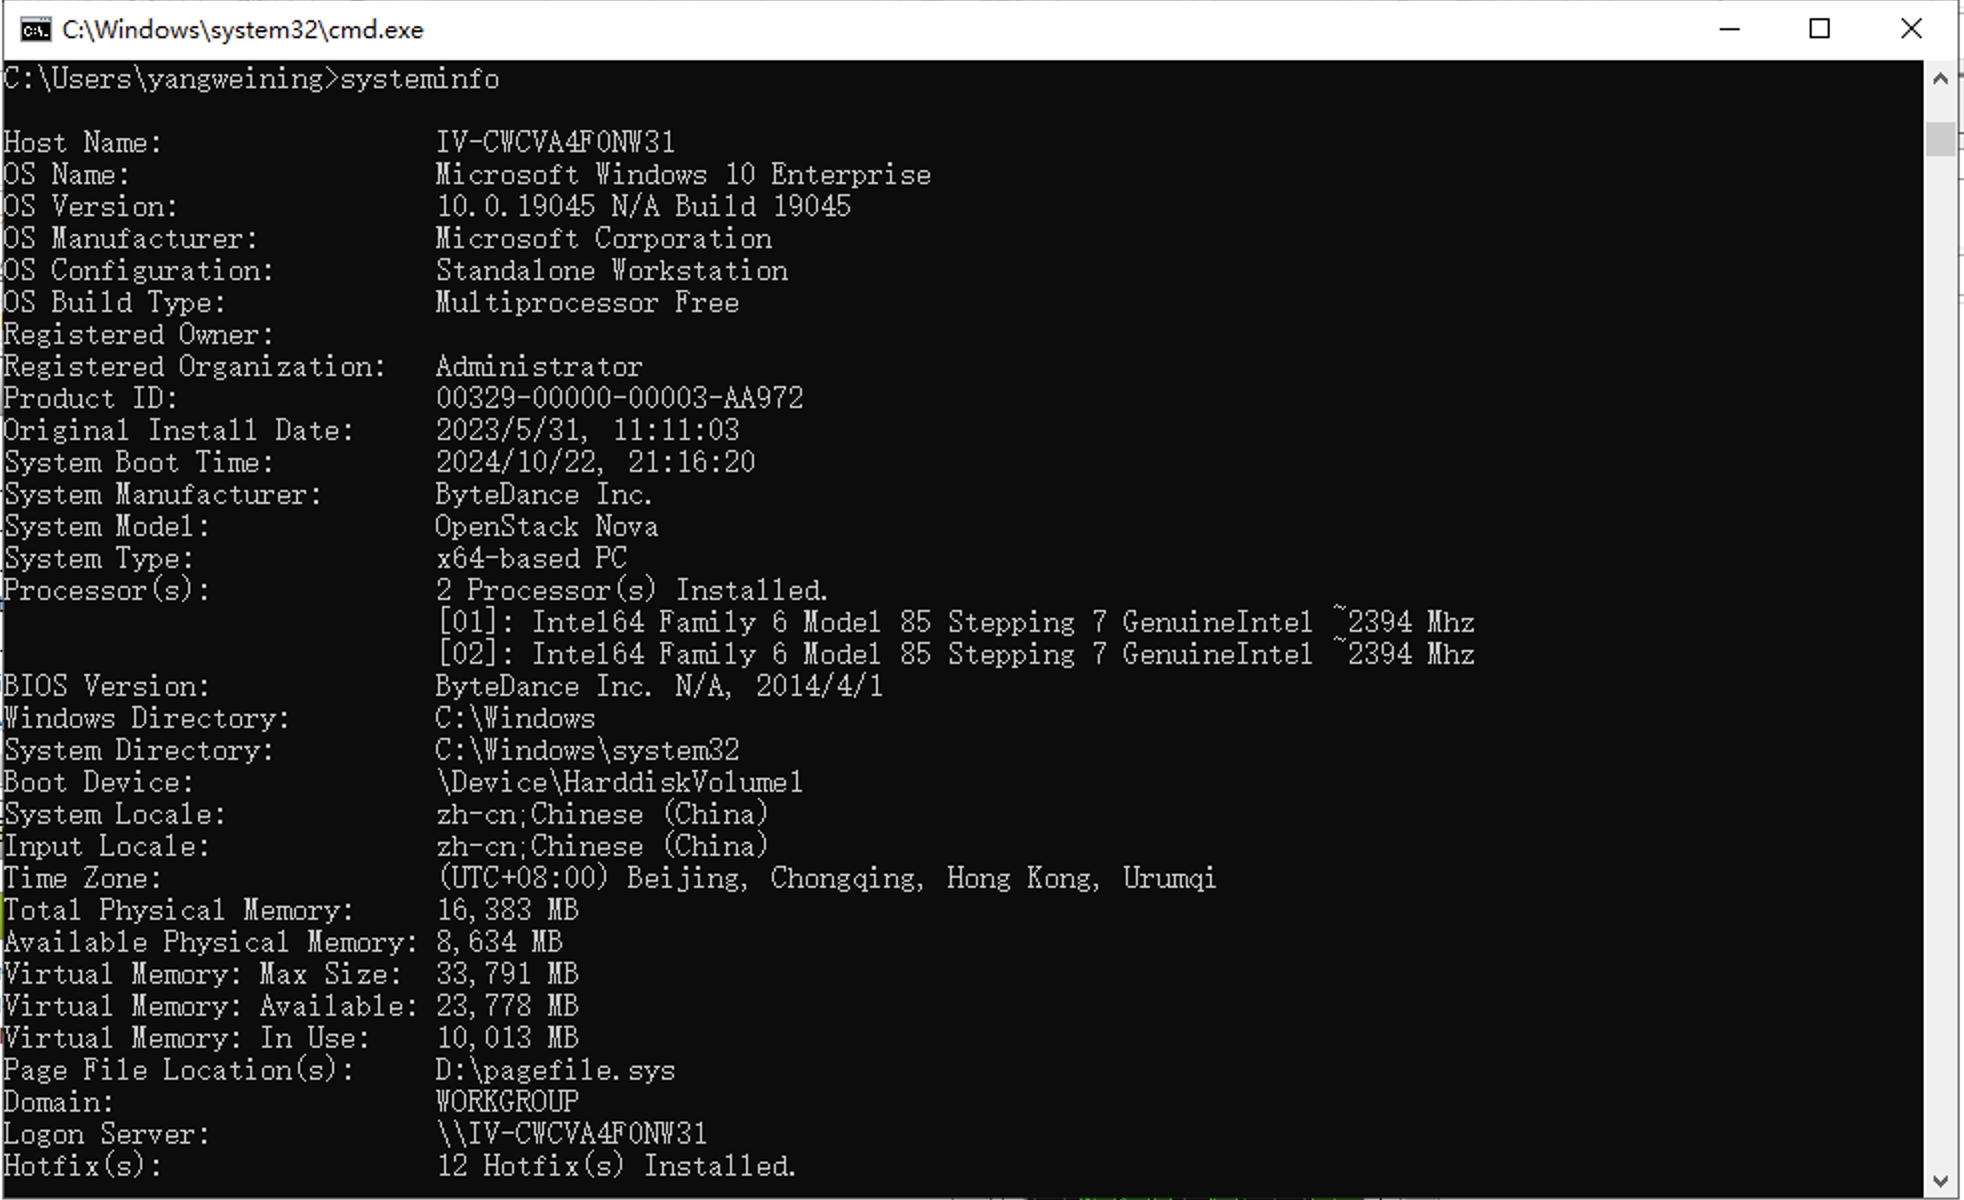 C:\Windows\system32\cmd.exe
C:\Users\yangweining>systeminfo
Host Name: IV-CWCVA4F0NW31
OS Name: Microsoft Windows 10 Enterprise
OS Version: 10.0.19045 N/A Build 19045
OS Manufacturer: Microsoft Corporation
OS Configuration: Standalone Workstation
OS Build Type: Multiprocessor Free
Registered Owner:
Registered Organization: Administrator
Product ID: 00329-00000-00003-AA972
Original Install Date: 2023/5/31, 11:11:03
System Boot Time: 2024/10/22, 21:16:20
System Manufacturer: ByteDance Inc.
System Model: OpenStack Nova
System Type: x64-based PC
Processor(s): 2 Processor(s) Installed.
[01]: Intel64 Family 6 Model 85 Stepping 7 GenuineIntel ~2394 Mhz
[02]: Intel64 Family 6 Model 85 Stepping 7 GenuineIntel ~2394 Mhz
BIOS Version: ByteDance Inc. N/A, 2014/4/1
Windows Directory: C:\Windows
System Directory: C:\Windows\system32
Boot Device: \Device\HarddiskVolume1
System Locale: zh-cn;Chinese (China)
Input Locale: zh-cn;Chinese (China)
Time Zone: (UTC+08:00) Beijing, Chongqing, Hong Kong, Urumqi
Total Physical Memory: 16,383 MB
Available Physical Memory: 8,634 MB
Virtual Memory: Max Size: 33,791 MB
Virtual Memory: Available: 23,778 MB
Virtual Memory: In Use: 10,013 MB
Page File Location(s): D:\pagefile.sys
Domain: WORKGROUP
Logon Server: \\IV-CWCVA4F0NW31
Hotfix(s): 12 Hotfix(s) Installed.